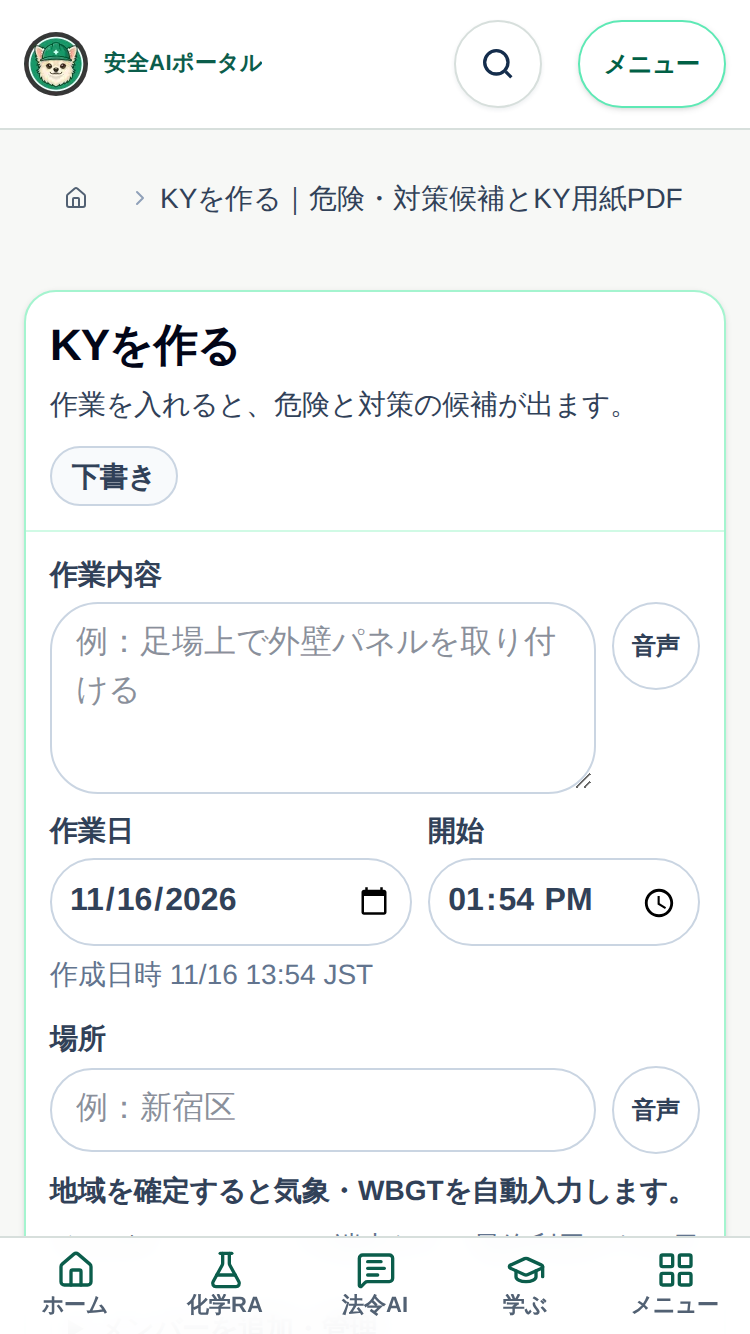 安全AIポータル
メニュー
KYを作る｜危険・対策候補とKY用紙PDF
KYを作る
作業を入れると、危険と対策の候補が出ます。
下書き
作業内容
例：足場上で外壁パネルを取り付
ける
音声
作業日
開始
11/16/2026
01:54 PM
作成日時 11/16 13:54 JST
場所
例：新宿区
音声
地域を確定すると気象・WBGTを自動入力します。
ホーム
化学RA
法令AI
学ぶ
メニュー